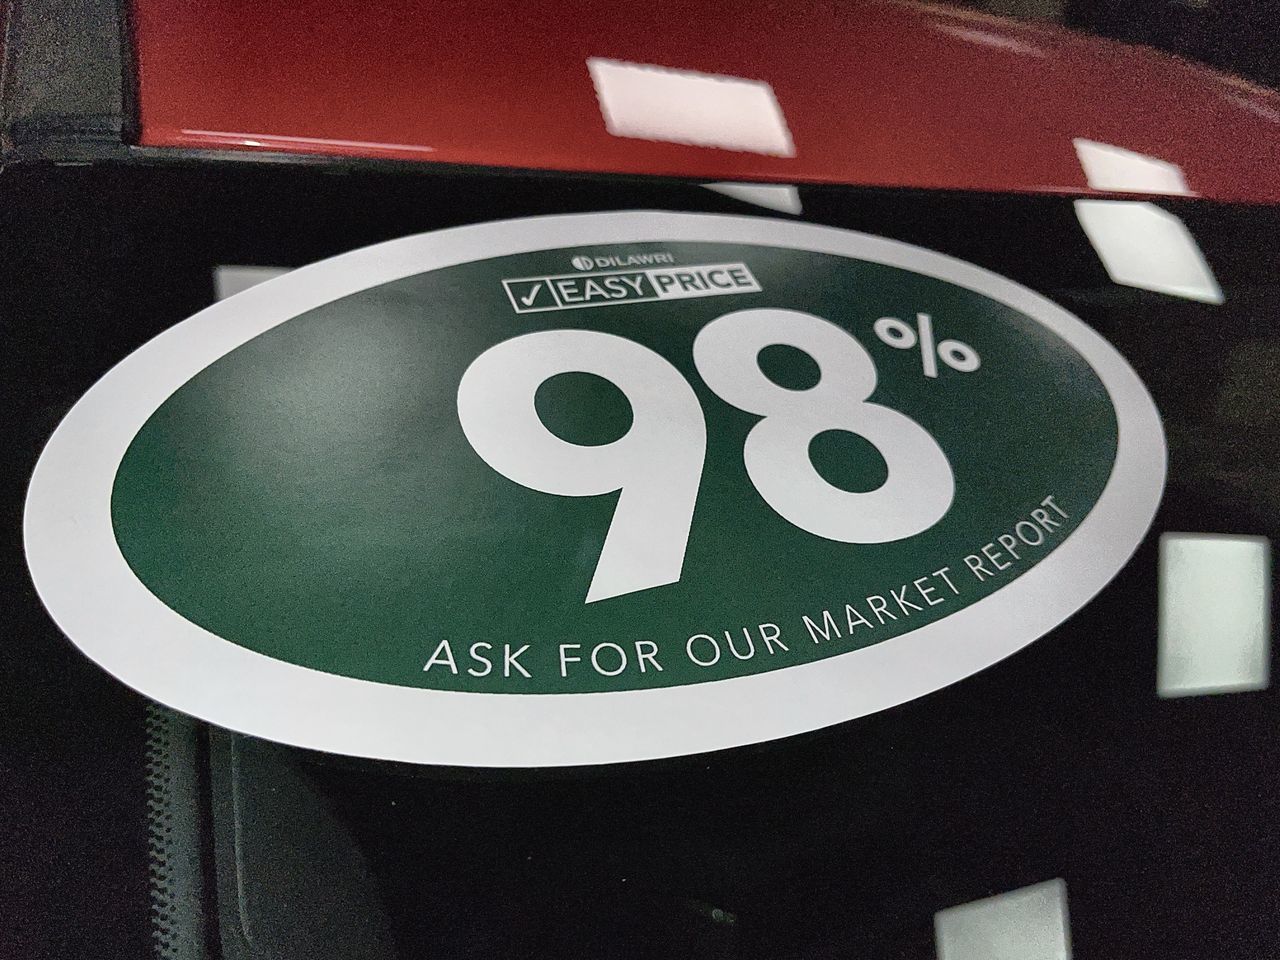 DILAWRI
✓ EASY PRICE
98%
ASK FOR OUR MARKET REPORT